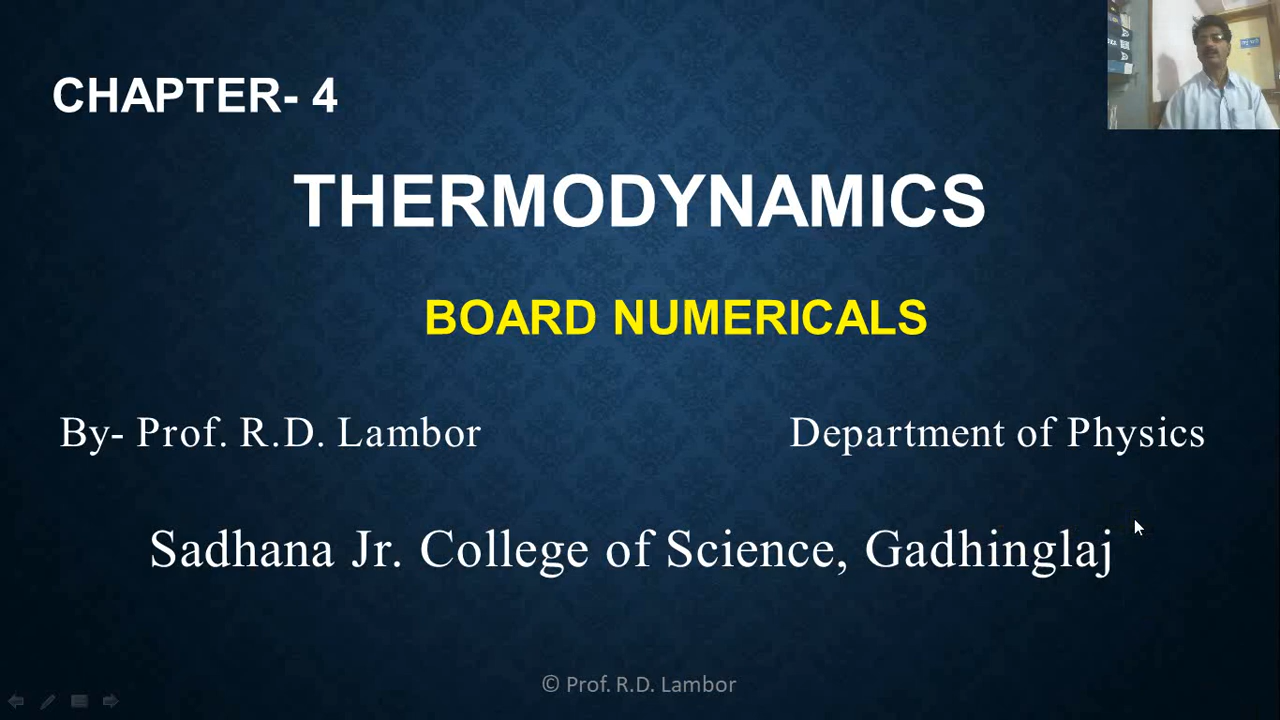 CHAPTER- 4
THERMODYNAMICS
BOARD NUMERICALS
By- Prof. R.D. Lambor
Department of Physics
Sadhana Jr. College of Science, Gadhinglaj
© Prof. R.D. Lambor